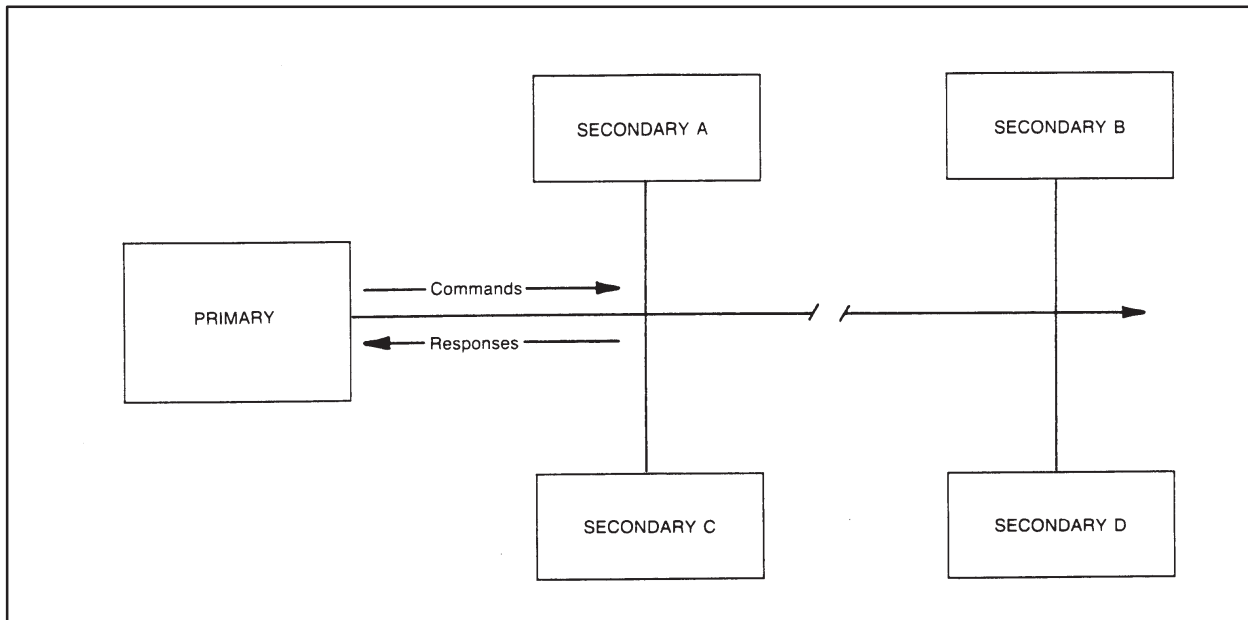 SECONDARY A
SECONDARY B
PRIMARY
Commands
Responses
SECONDARY C
SECONDARY D